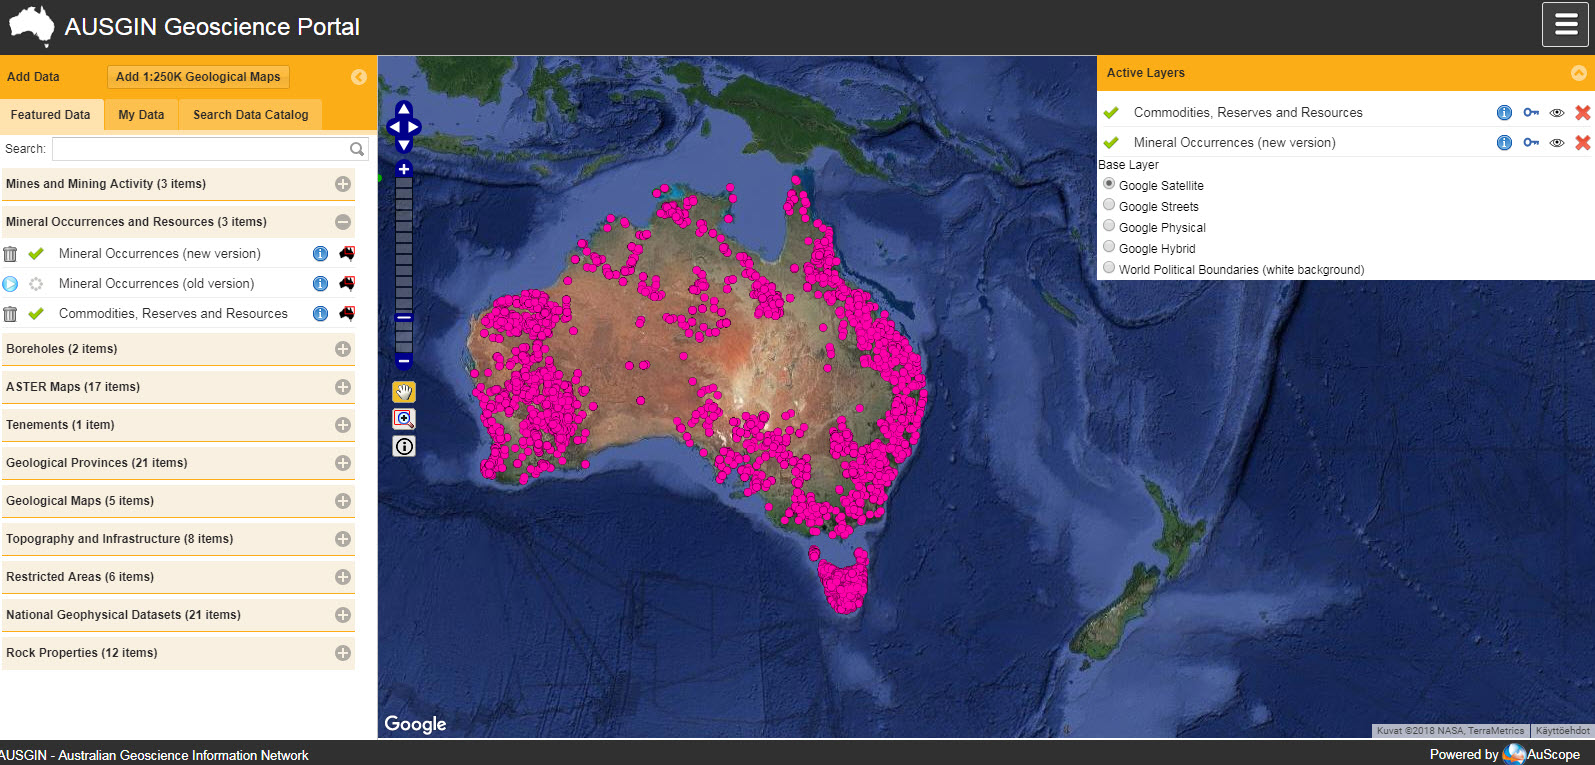 AUSGIN Geoscience Portal
Add Data
Add 1:250K Geological Maps
Featured Data
My Data
Search Data Catalog
Search:
Mines and Mining Activity (3 items)
Mineral Occurrences and Resources (3 items)
Mineral Occurrences (new version)
Mineral Occurrences (old version)
Commodities, Reserves and Resources
Boreholes (2 items)
ASTER Maps (17 items)
Tenements (1 item)
Geological Provinces (21 items)
Geological Maps (5 items)
Topography and Infrastructure (8 items)
Restricted Areas (6 items)
National Geophysical Datasets (21 items)
Rock Properties (12 items)
Active Layers
Commodities, Reserves and Resources
Mineral Occurrences (new version)
Base Layer
Google Satellite
Google Streets
Google Physical
Google Hybrid
World Political Boundaries (white background)
Google
Kuvat ©2018 NASA, TerraMetrics
Käyttöehdot
AUSGIN - Australian Geoscience Information Network
Powered by AuScope